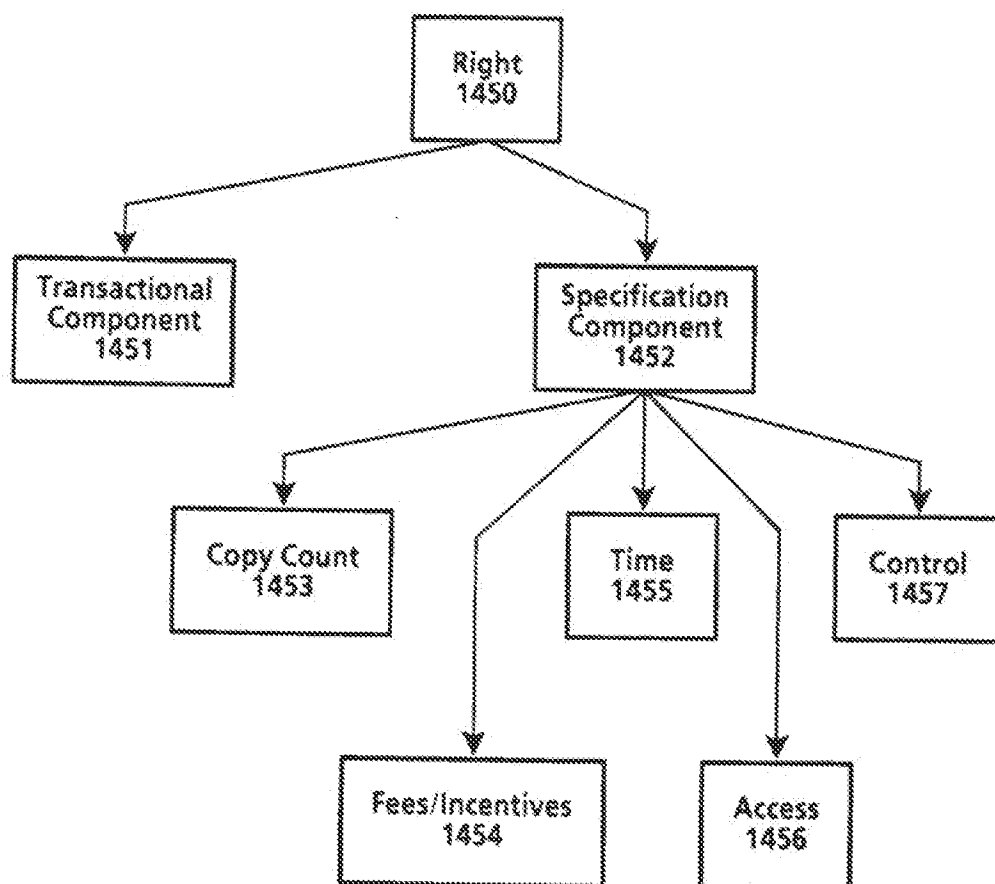 Right
1450
Transactional
Component
1451
Specification
Component
1452
Copy Count
1453
Time
1455
Control
1457
Fees/Incentives
1454
Access
1456